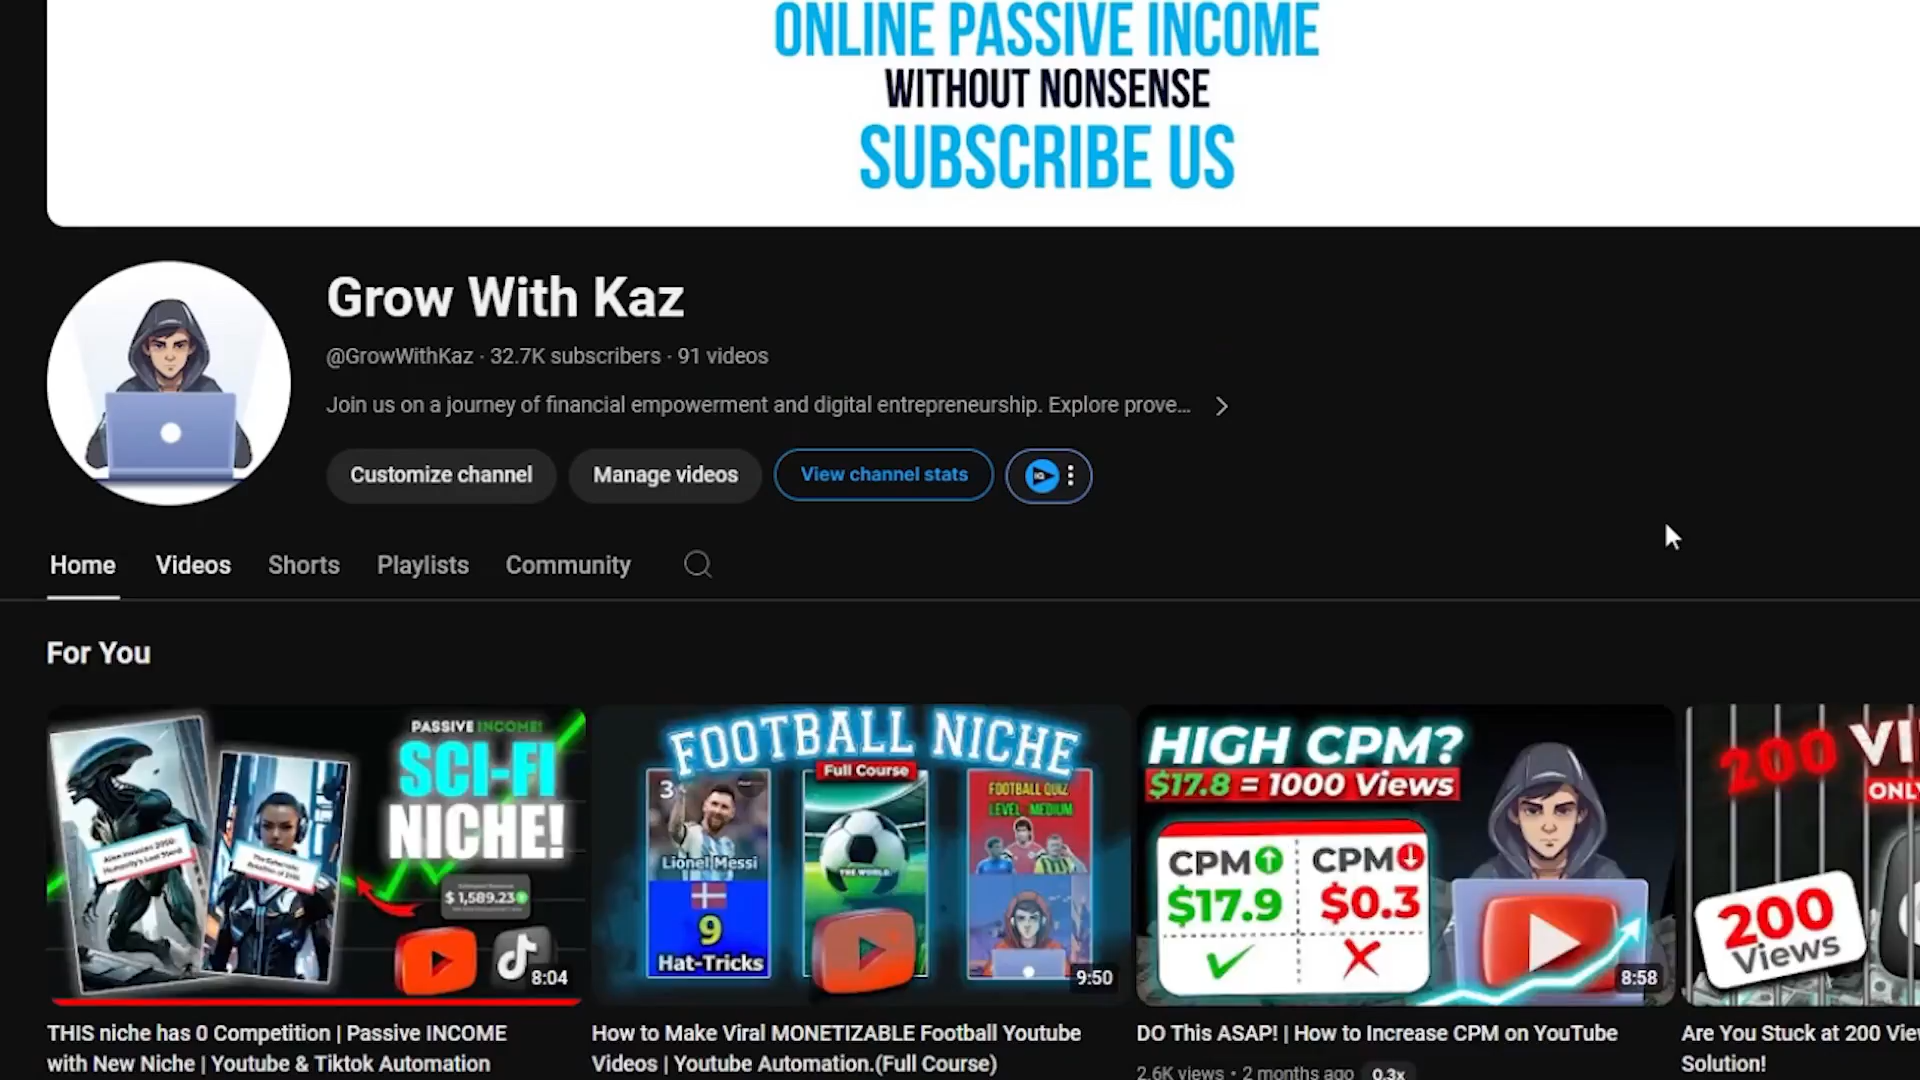 ONLINE PASSIVE INCOME
WITHOUT NONSENSE
SUBSCRIBE US
Grow With Kaz
@GrowWithKaz · 32.7K subscribers · 91 videos
Join us on a journey of financial empowerment and digital entrepreneurship. Explore prove...
Customize channel
Manage videos
View channel stats
Home
Videos
Shorts
Playlists
Community
For You
PASSIVE INCOME!
SCI-FI
NICHE!
$ 1,589.23
8:04
FOOTBALL NICHE
Full Course
3
Lionel Messi
9
Hat-Tricks
THE WORLD
FOOTBALL QUIZ
LEVEL MEDIUM
9:50
HIGH CPM?
$17.8 = 1000 Views
CPM
$17.9
CPM
$0.3
8:58
200 VI
ONLY
200
Views
THIS niche has 0 Competition | Passive INCOME
with New Niche | Youtube & Tiktok Automation
How to Make Viral MONETIZABLE Football Youtube
Videos | Youtube Automation.(Full Course)
DO This ASAP! | How to Increase CPM on YouTube
2.6K views · 2 months ago 0.3x
Are You Stuck at 200 View
Solution!